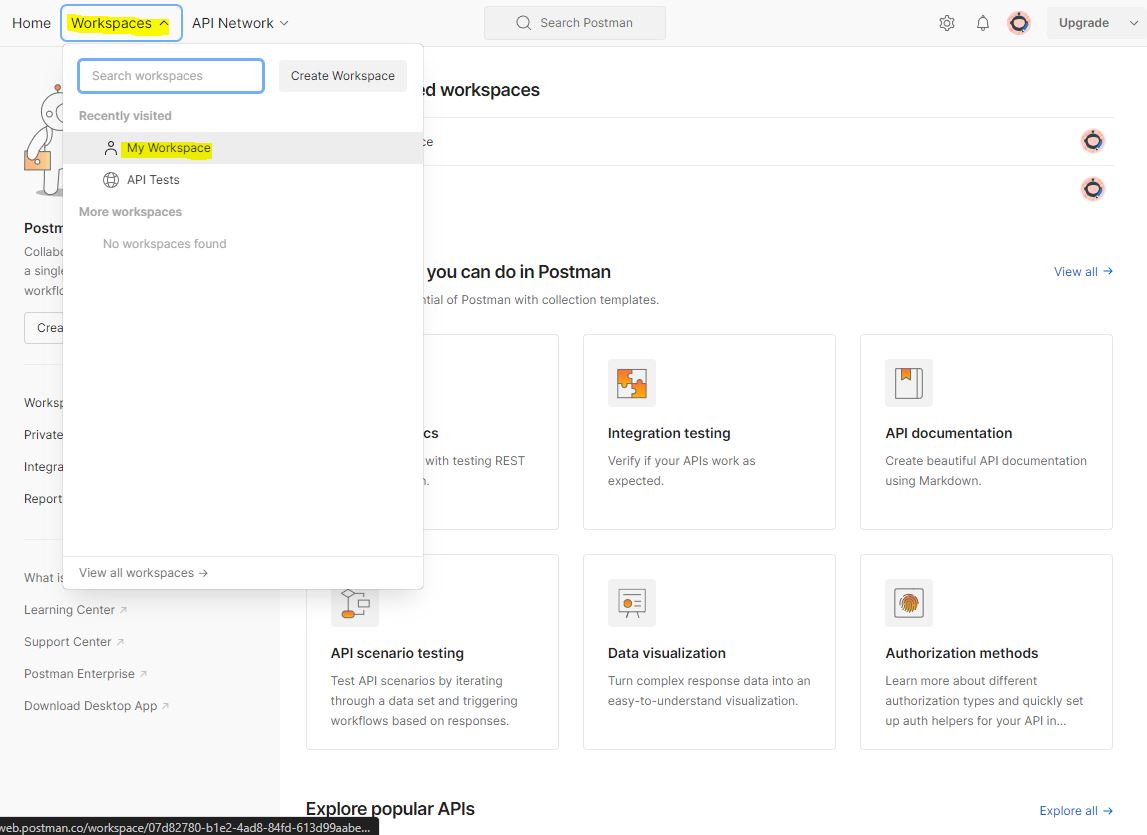 Home
Workspaces
API Network
Search Postman
Upgrade
Search workspaces
Create Workspace
Recently visited
My Workspace
API Tests
More workspaces
No workspaces found
View all workspaces →
ed workspaces
ce
Postm
Collabo
a single
workflo
Crea
Worksp
Private
Integra
Report
What is
Learning Center
Support Center
Postman Enterprise
Download Desktop App
you can do in Postman
View all →
ntial of Postman with collection templates.
cs
with testing REST
n.
Integration testing
Verify if your APIs work as
expected.
API documentation
Create beautiful API documentation
using Markdown.
API scenario testing
Test API scenarios by iterating
through a data set and triggering
workflows based on responses.
Data visualization
Turn complex response data into an
easy-to-understand visualization.
Authorization methods
Learn more about different
authorization types and quickly set
up auth helpers for your API in...
Explore popular APIs
Explore all →
web.postman.co/workspace/07d82780-b1e2-4ad8-84fd-613d99aabe...